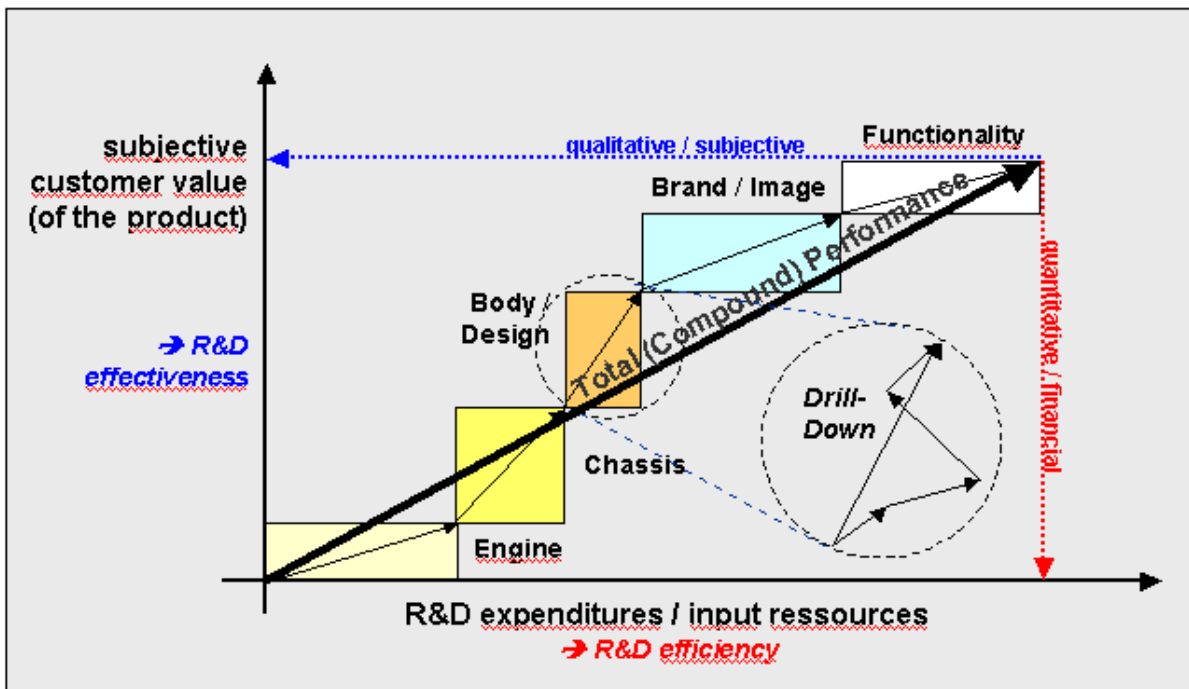 subjective
customer value
(of the product)
➔ R&D
effectiveness
qualitative / subjective
Functionality
Brand / Image
Body /
Design
Chassis
Engine
Total (Compound) Performance
Drill-
Down
quantitative / financial
R&D expenditures / input ressources
➔ R&D efficiency